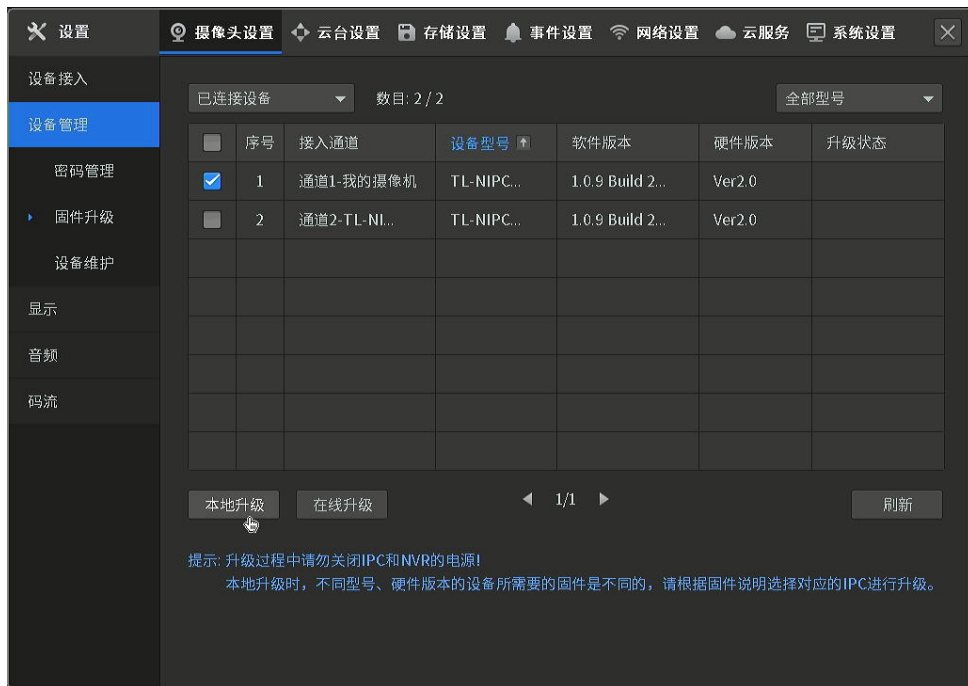 设置
摄像头设置 云台设置 存储设置 事件设置 网络设置 云服务 系统设置
设备接入
设备管理
密码管理
固件升级
设备维护
显示
音频
码流
已连接设备 数目: 2 / 2 全部型号
序号 接入通道 设备型号 软件版本 硬件版本 升级状态
1 通道1-我的摄像机 TL-NIPC... 1.0.9 Build 2... Ver2.0
2 通道2-TL-NI... TL-NIPC... 1.0.9 Build 2... Ver2.0
本地升级 在线升级 1/1 刷新
提示: 升级过程中请勿关闭IPC和NVR的电源!
本地升级时，不同型号、硬件版本的设备所需要的固件是不同的，请根据固件说明选择对应的IPC进行升级。